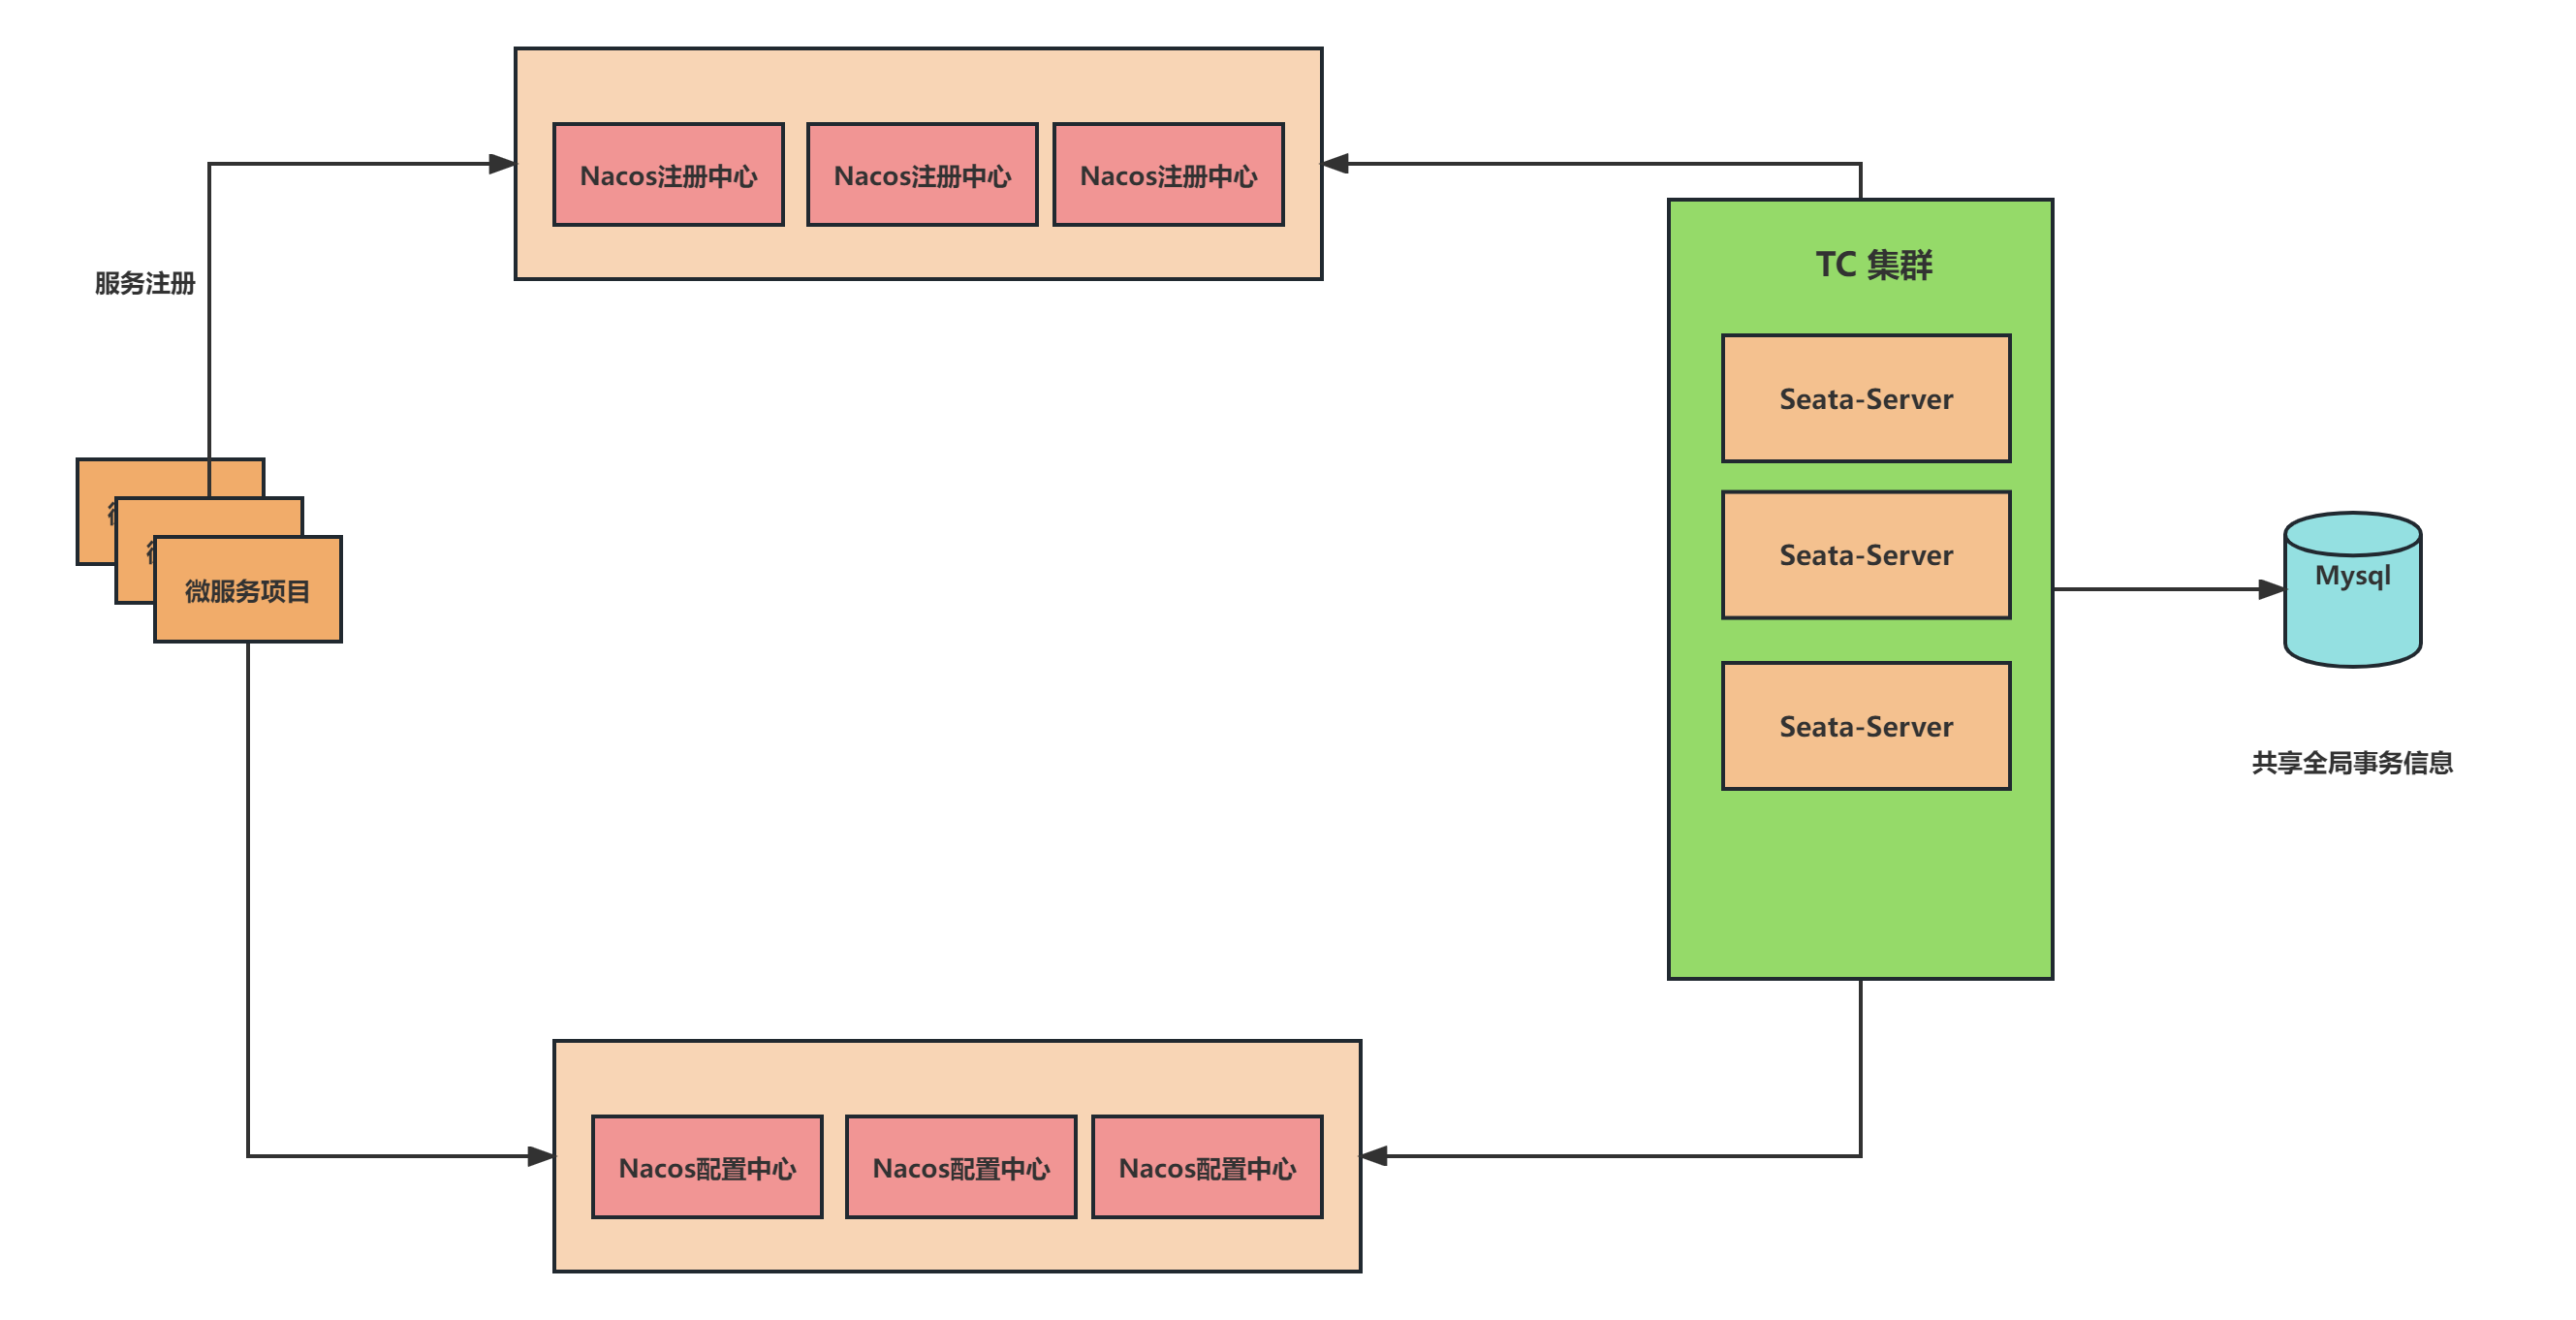 Nacos注册中心
Nacos注册中心
Nacos注册中心
TC 集群
服务注册
Seata-Server
Seata-Server
Seata-Server
微服务项目
Mysql
共享全局事务信息
Nacos配置中心
Nacos配置中心
Nacos配置中心